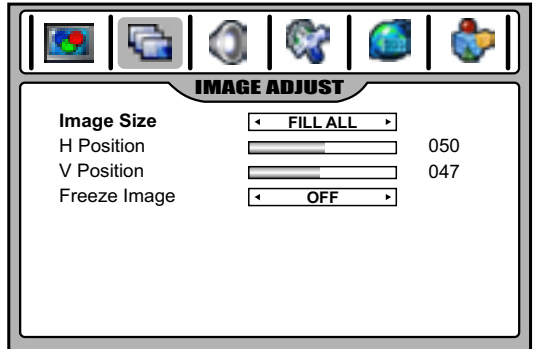 IMAGE ADJUST
Image Size FILL ALL
H Position 050
V Position 047
Freeze Image OFF